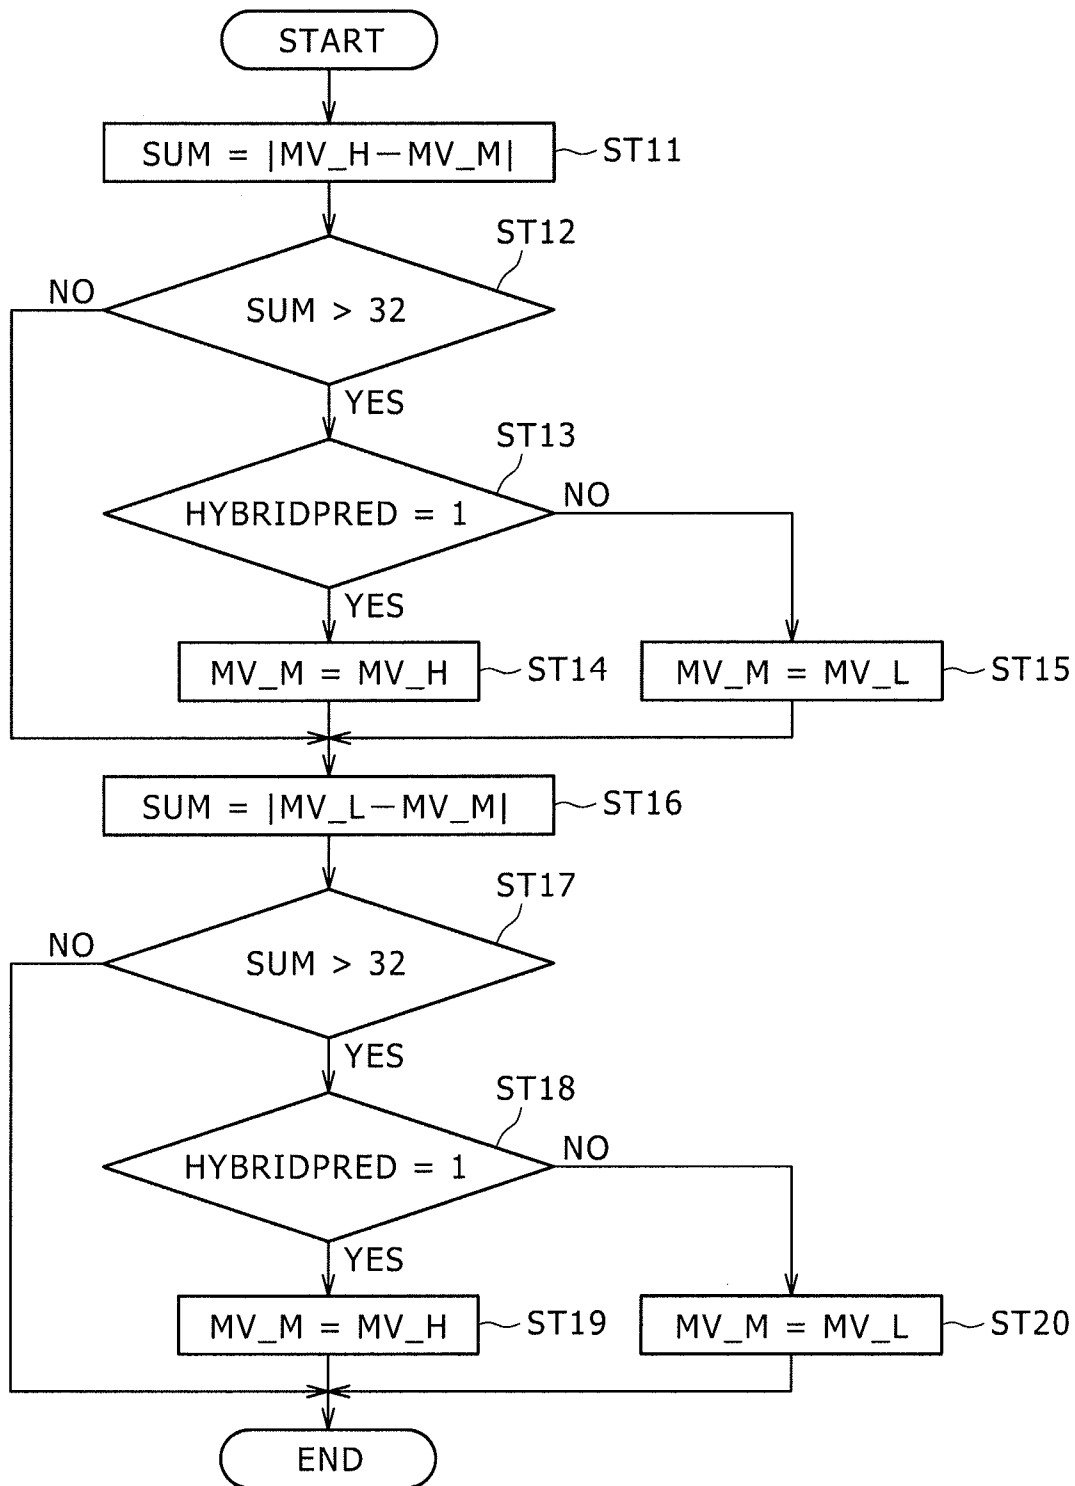 START
SUM = |MV_H−MV_M|
ST11
ST12
NO
SUM > 32
YES
ST13
HYBRIDPRED = 1
NO
YES
MV_M = MV_H
ST14
MV_M = MV_L
ST15
SUM = |MV_L−MV_M|
ST16
ST17
NO
SUM > 32
YES
ST18
HYBRIDPRED = 1
NO
YES
MV_M = MV_H
ST19
MV_M = MV_L
ST20
END